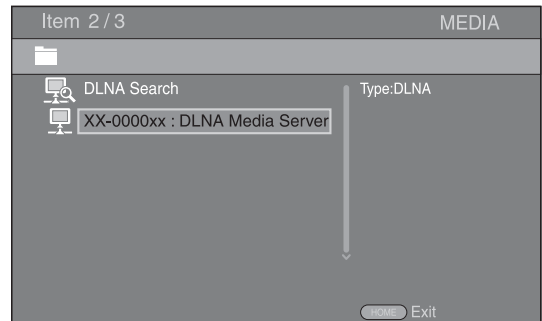 Item 2/3 MEDIA
DLNA Search Type:DLNA
XX-0000xx : DLNA Media Server
HOME Exit